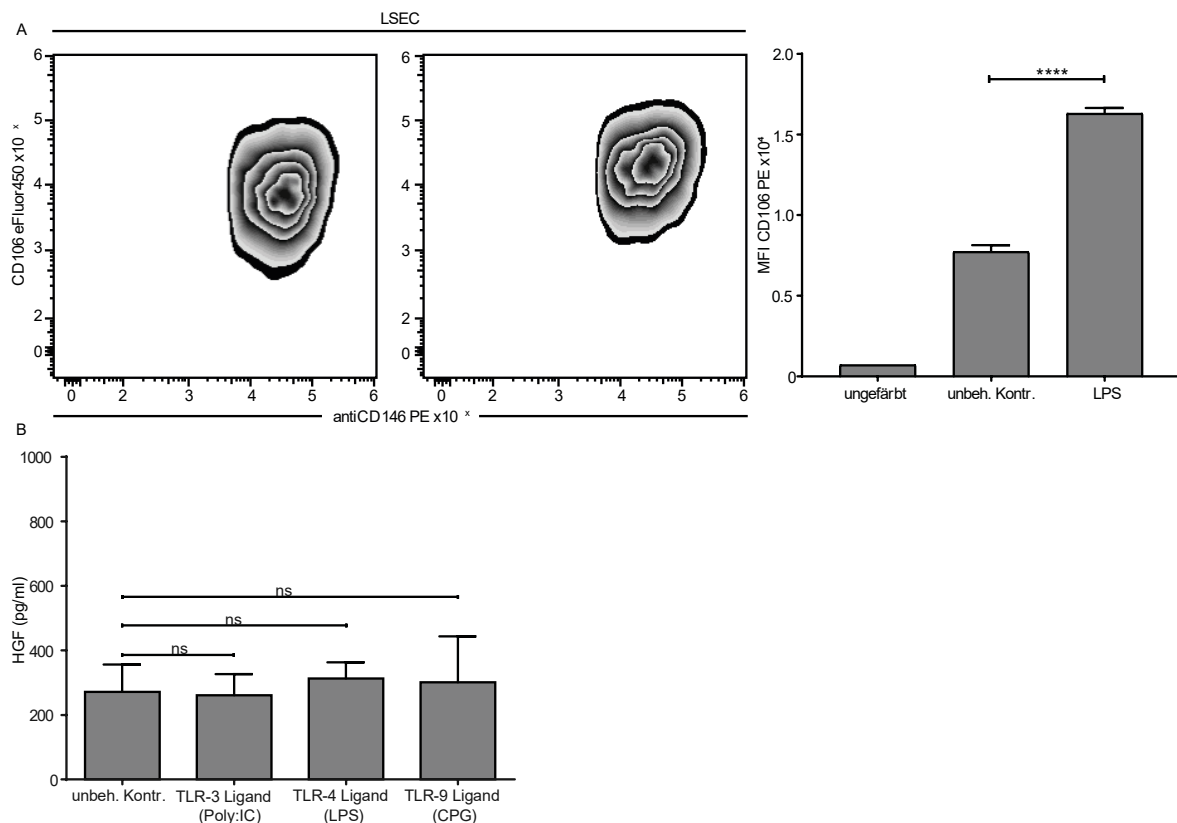 A
LSEC
CD106 eFluor450 x10 ˣ
6
5
4
3
2
0
0 2 3 4 5 6
6
5
4
3
2
0
0 2 3 4 5 6
antiCD146 PE x10 ˣ
MFI CD106 PE x10⁴
2.0
1.5
1.0
0.5
0
****
ungefärbt unbeh. Kontr. LPS
B
HGF (pg/ml)
1000
800
600
400
200
0
ns
ns
ns
unbeh. Kontr. TLR-3 Ligand TLR-4 Ligand TLR-9 Ligand
(Poly:IC) (LPS) (CPG)